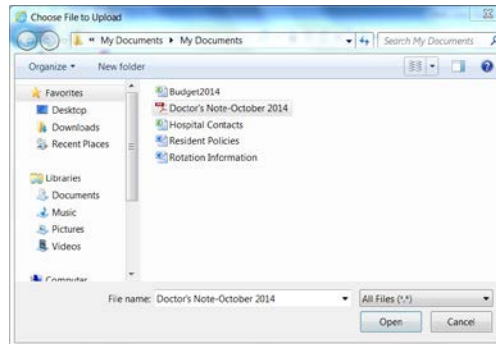 Choose File to Upload
« My Documents ▸ My Documents
Search My Documents
Organize ▾ New folder
Favorites
Desktop
Downloads
Recent Places
Libraries
Documents
Music
Pictures
Videos
Computer
Budget2014
Doctor's Note-October 2014
Hospital Contacts
Resident Policies
Rotation Information
File name: Doctor's Note-October 2014
All Files (*.*)
Open Cancel